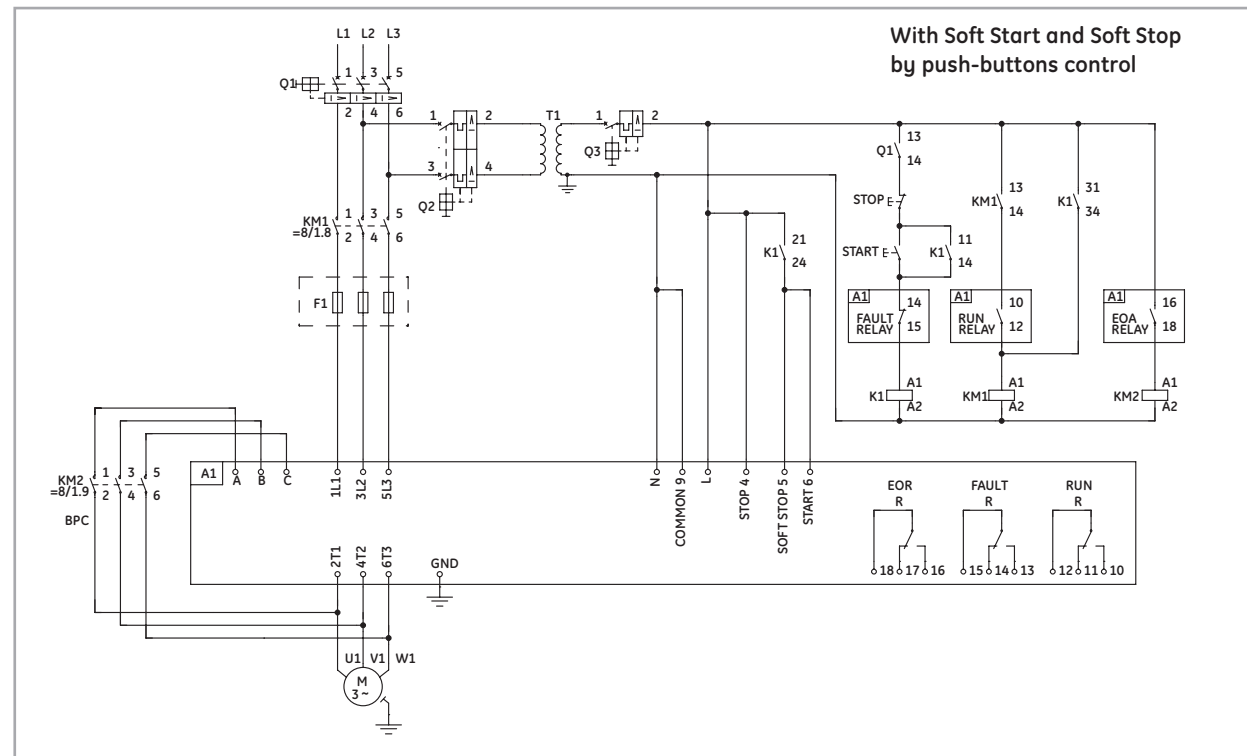 With Soft Start and Soft Stop
by push-buttons control
L1 L2 L3
Q1 1 3 5
2 4 6
1 2 T1 1 2
Q3
3 4
Q2
KM1
=8/1.8
1 3 5
2 4 6
F1
13
Q1
14
STOP E
START E
K1 11
14
KM1 13
14
K1 31
34
K1 21
24
A1
FAULT
RELAY
14
15
A1
RUN
RELAY
10
12
A1
EOA
RELAY
16
18
K1 A1
A2
KM1 A1
A2
KM2 A1
A2
KM2
=8/1.9
1 3 5
2 4 6
BPC
A1 A B C 1L1 3L2 5L3 N COMMON 9 L STOP 4 SOFT STOP 5 START 6
EOR
R
FAULT
R
RUN
R
18 17 16 15 14 13 12 11 10
2T1 4T2 6T3 GND
U1 V1 W1
M
3 ~